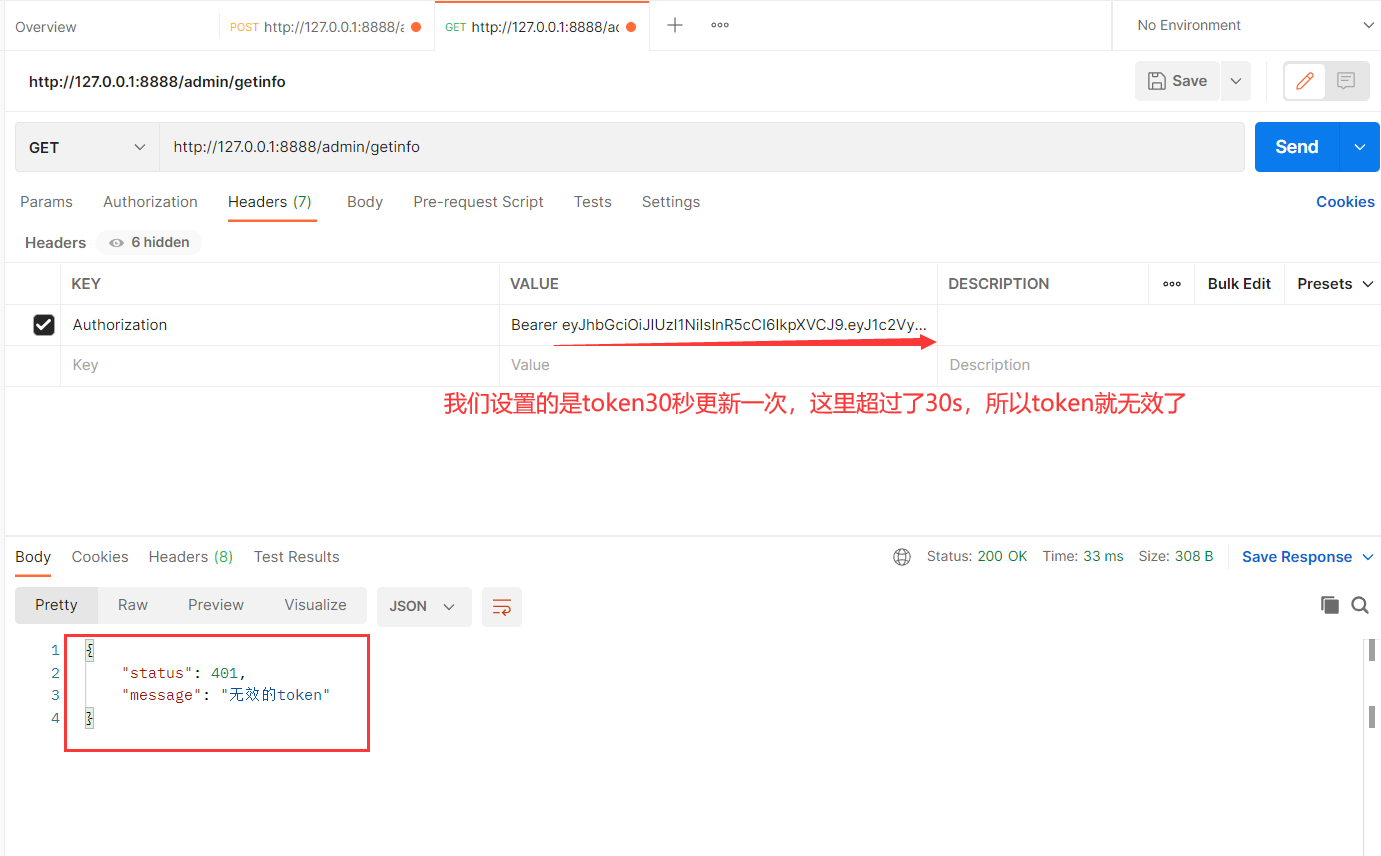 Overview
POST http://127.0.0.1:8888/a
GET http://127.0.0.1:8888/ad
No Environment
http://127.0.0.1:8888/admin/getinfo
Save
GET
http://127.0.0.1:8888/admin/getinfo
Send
Params Authorization Headers (7) Body Pre-request Script Tests Settings Cookies
Headers 6 hidden
KEY VALUE DESCRIPTION Bulk Edit Presets
Authorization Bearer eyJhbGciOiJIUzI1NiIsInR5cCI6IkpXVCJ9.eyJ1c2Vy...
Key Value Description
我们设置的是token30秒更新一次，这里超过了30s，所以token就无效了
Body Cookies Headers (8) Test Results Status: 200 OK Time: 33 ms Size: 308 B Save Response
Pretty Raw Preview Visualize JSON
1 {
2 "status": 401,
3 "message": "无效的token"
4 }